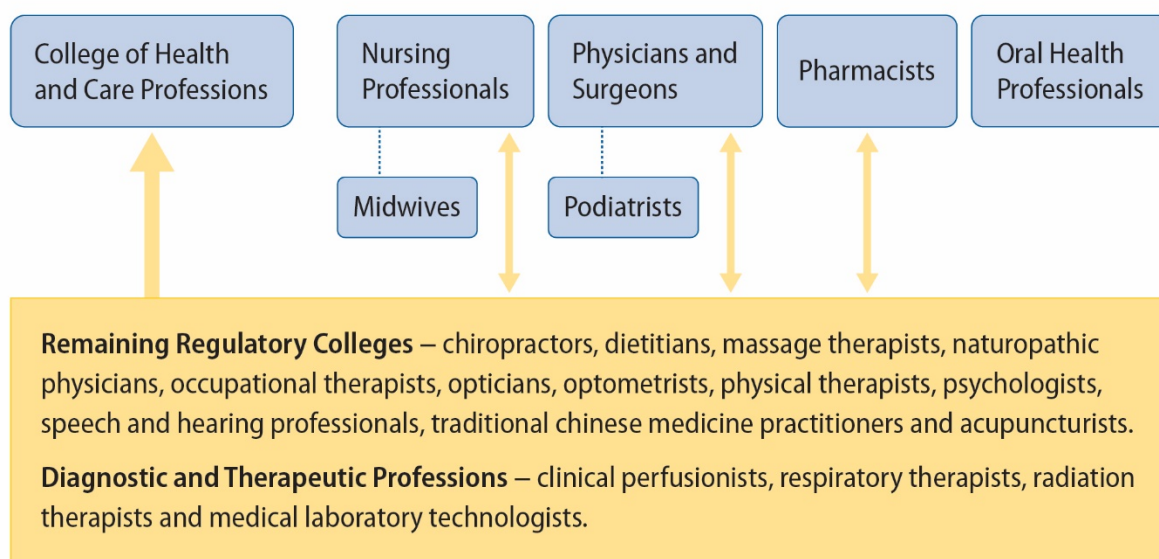 College of Health
and Care Professions
Nursing
Professionals
Physicians and
Surgeons
Pharmacists
Oral Health
Professionals
Midwives
Podiatrists
Remaining Regulatory Colleges – chiropractors, dietitians, massage therapists, naturopathic
physicians, occupational therapists, opticians, optometrists, physical therapists, psychologists,
speech and hearing professionals, traditional chinese medicine practitioners and acupuncturists.
Diagnostic and Therapeutic Professions – clinical perfusionists, respiratory therapists, radiation
therapists and medical laboratory technologists.